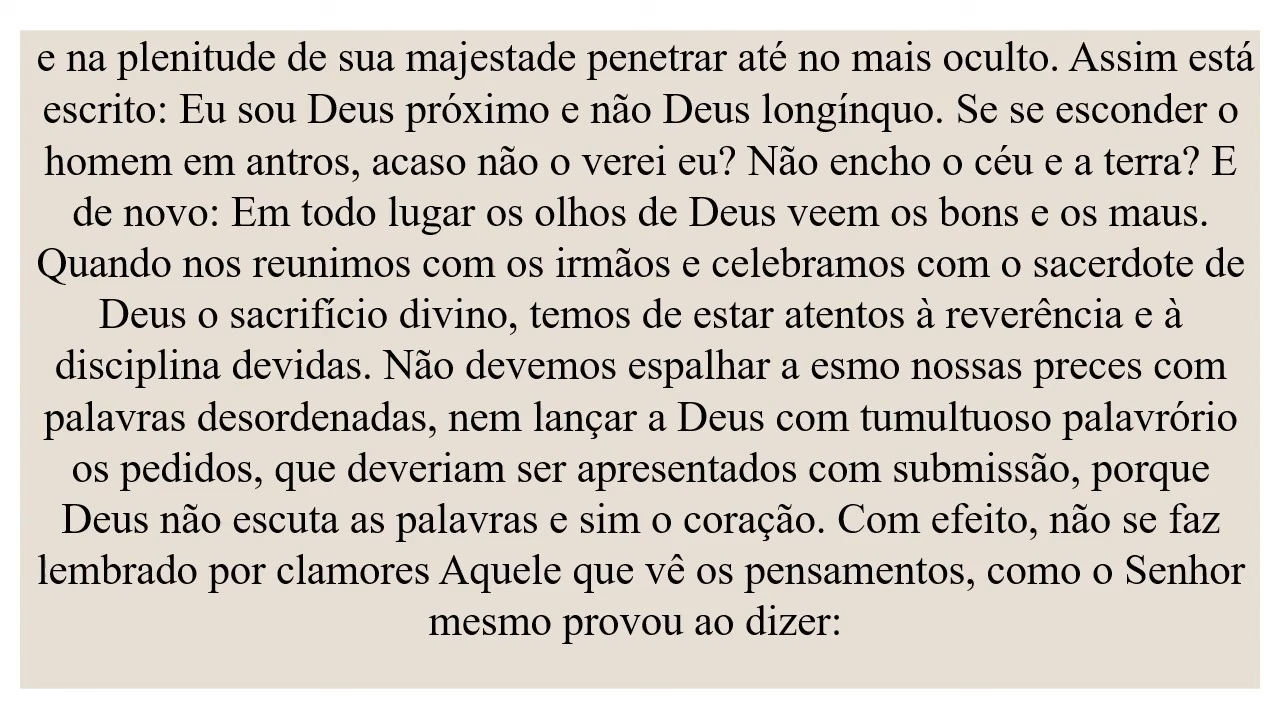 e na plenitude de sua majestade penetrar até no mais oculto. Assim está
escrito: Eu sou Deus próximo e não Deus longínquo. Se se esconder o
homem em antros, acaso não o verei eu? Não encho o céu e a terra? E
de novo: Em todo lugar os olhos de Deus veem os bons e os maus.
Quando nos reunimos com os irmãos e celebramos com o sacerdote de
Deus o sacrifício divino, temos de estar atentos à reverência e à
disciplina devidas. Não devemos espalhar a esmo nossas preces com
palavras desordenadas, nem lançar a Deus com tumultuoso palavrório
os pedidos, que deveriam ser apresentados com submissão, porque
Deus não escuta as palavras e sim o coração. Com efeito, não se faz
lembrado por clamores Aquele que vê os pensamentos, como o Senhor
mesmo provou ao dizer: